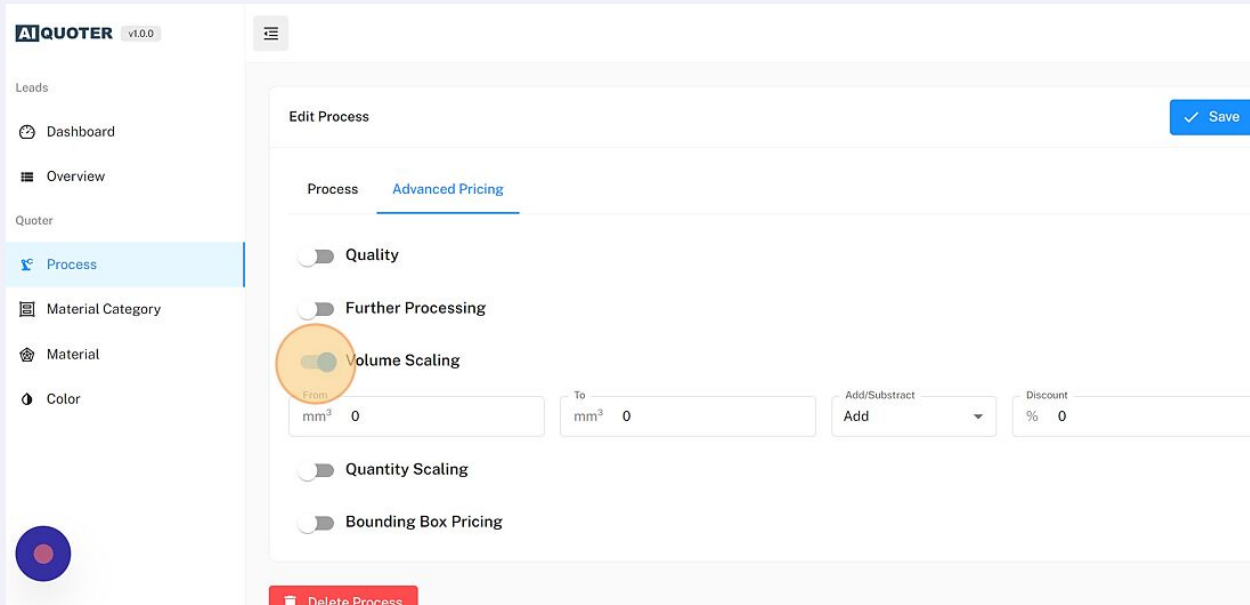 AIQUOTER v1.0.0
Leads
Dashboard
Overview
Quoter
Process
Material Category
Material
Color
Edit Process
Save
Process Advanced Pricing
Quality
Further Processing
Volume Scaling
From To Add/Substract Discount
mm³ 0 mm³ 0 Add % 0
Quantity Scaling
Bounding Box Pricing
Delete Process